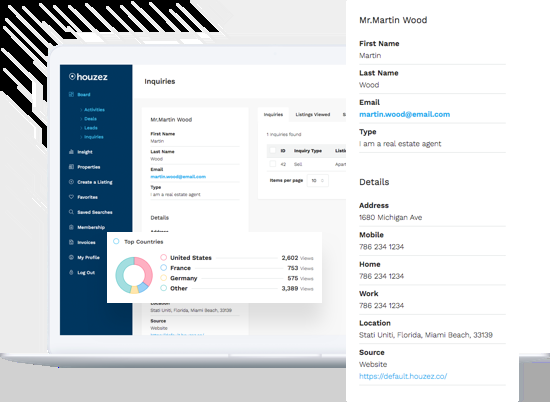 houzez
Board
Activities
Deals
Leads
Inquiries
Insight
Properties
Create a Listing
Favorites
Saved Searches
Membership
Invoices
My Profile
Log Out
Inquiries
Mr.Martin Wood
First Name
Martin
Last Name
Wood
Email
martin.wood@email.com
Type
I am a real estate agent
Details
Location
Stati Uniti, Florida, Miami Beach, 33139
Source
Website
Inquiries Listings Viewed
1 inquiries found
ID Inquiry Type
42 Sell
Items per page 10
Top Countries
United States 2,602 Views
France 753 Views
Germany 575 Views
Other 3,389 Views
Mr.Martin Wood
First Name
Martin
Last Name
Wood
Email
martin.wood@email.com
Type
I am a real estate agent
Details
Address
1680 Michigan Ave
Mobile
786 234 1234
Home
786 234 1234
Work
786 234 1234
Location
Stati Uniti, Florida, Miami Beach, 33139
Source
Website
https://default.houzez.co/